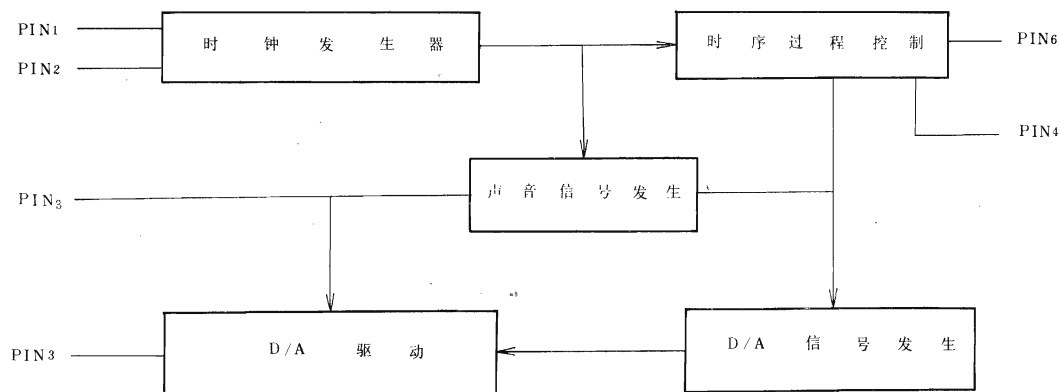 PIN1
时钟发生器
时序过程控制
PIN6
PIN2
PIN4
声音信号发生
PIN3
D/A 驱动
D/A 信号发生
PIN3